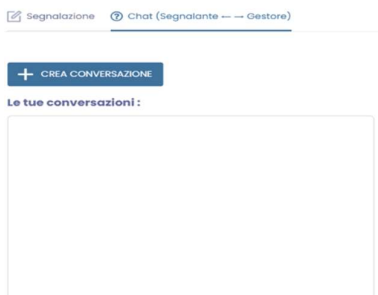 Segnalazione
Chat (Segnalante ←– –→ Gestore)
CREA CONVERSAZIONE
Le tue conversazioni :